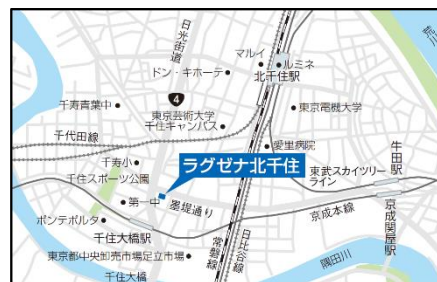 日光街道
マルイ
ルミネ
北千住駅
荒川
ドン・キホーテ
4
千寿青葉中
東京芸術大学
千住キャンパス
東京電機大学
千代田線
愛里病院
千寿小
千住スポーツ公園
ラグゼナ北千住
牛田駅
東武スカイツリー
ライン
第一中
墨堤通り
京成本線
京成関屋駅
ポンテポルタ
千住大橋駅
東京都中央卸売市場足立市場
千住大橋
常磐線
日比谷線
隅田川